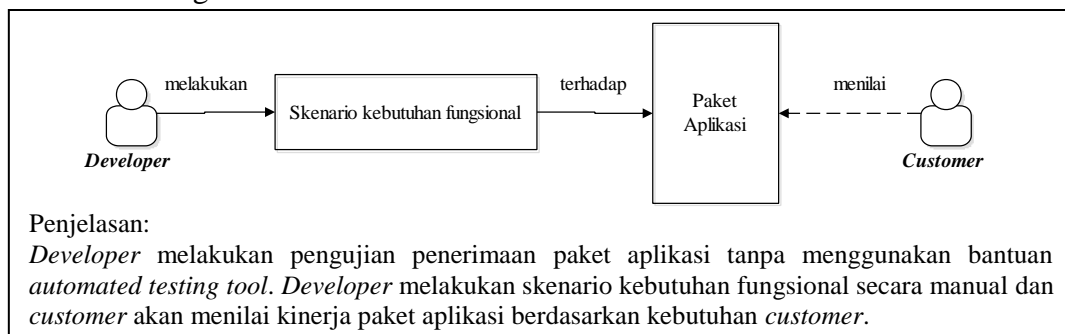 melakukan
terhadap
menilai
Skenario kebutuhan fungsional
Paket
Aplikasi
Developer
Customer
Penjelasan:
Developer melakukan pengujian penerimaan paket aplikasi tanpa menggunakan bantuan
automated testing tool. Developer melakukan skenario kebutuhan fungsional secara manual dan
customer akan menilai kinerja paket aplikasi berdasarkan kebutuhan customer.